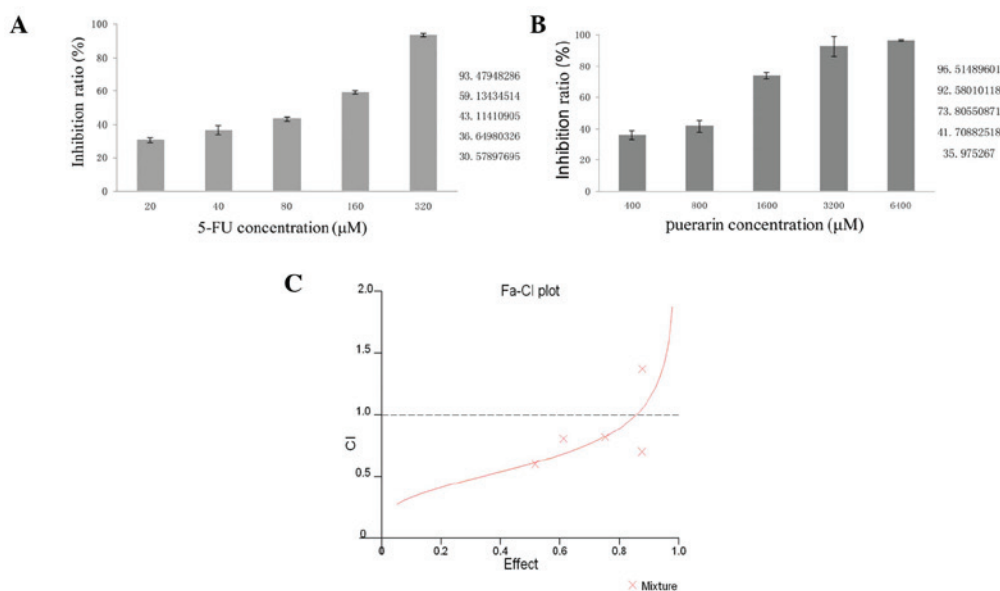 A
Inhibition ratio (%)
100
80
60
40
20
0
20 40 80 160 320
5-FU concentration (μM)
93. 47948286
59. 13434514
43. 11410905
36. 64980326
30. 57897695
B
Inhibition ratio (%)
100
80
60
40
20
0
400 800 1600 3200 6400
puerarin concentration (μM)
96. 51489601
92. 58010118
73. 80550871
41. 70882518
35. 975267
C
Fa-CI plot
CI
2.0
1.5
1.0
0.5
0
0 0.2 0.4 0.6 0.8 1.0
Effect
Mixture